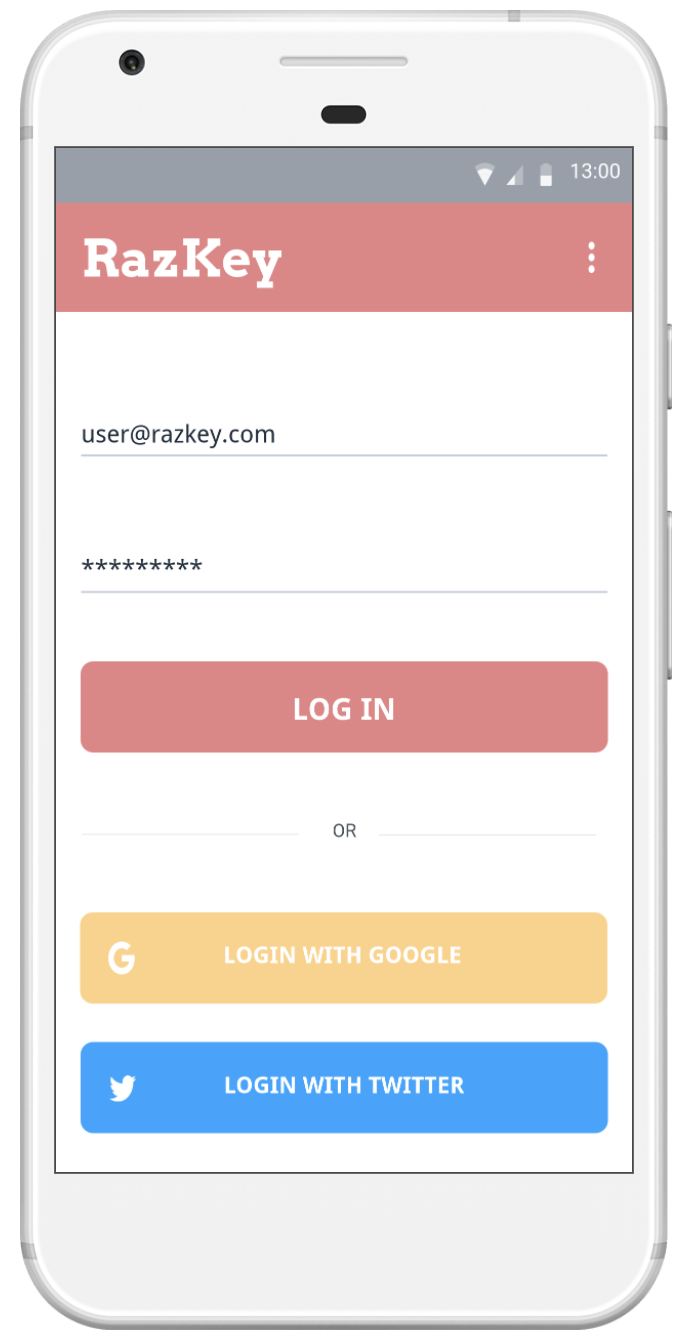 13:00
RazKey
user@razkey.com
*********
LOG IN
OR
LOGIN WITH GOOGLE
LOGIN WITH TWITTER